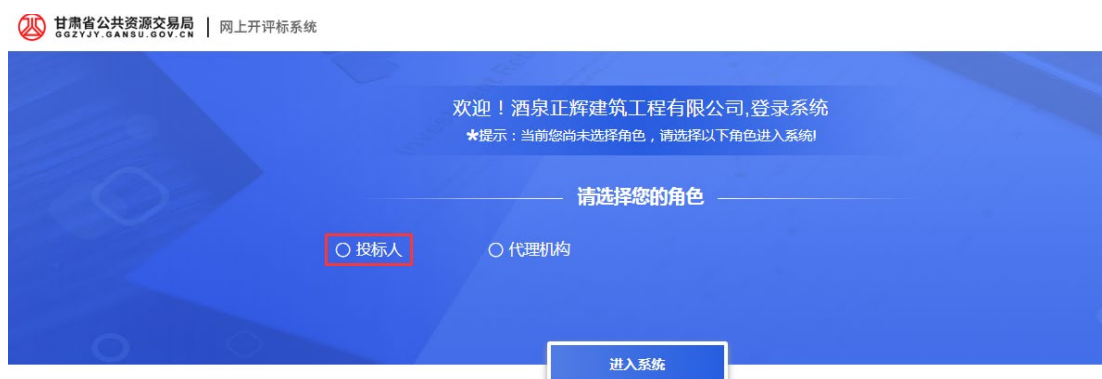 甘肃省公共资源交易局 网上开评标系统
GGZYJY.GANSU.GOV.CN
欢迎！酒泉正辉建筑工程有限公司,登录系统
★提示：当前您尚未选择角色，请选择以下角色进入系统!
请选择您的角色
投标人 代理机构
进入系统